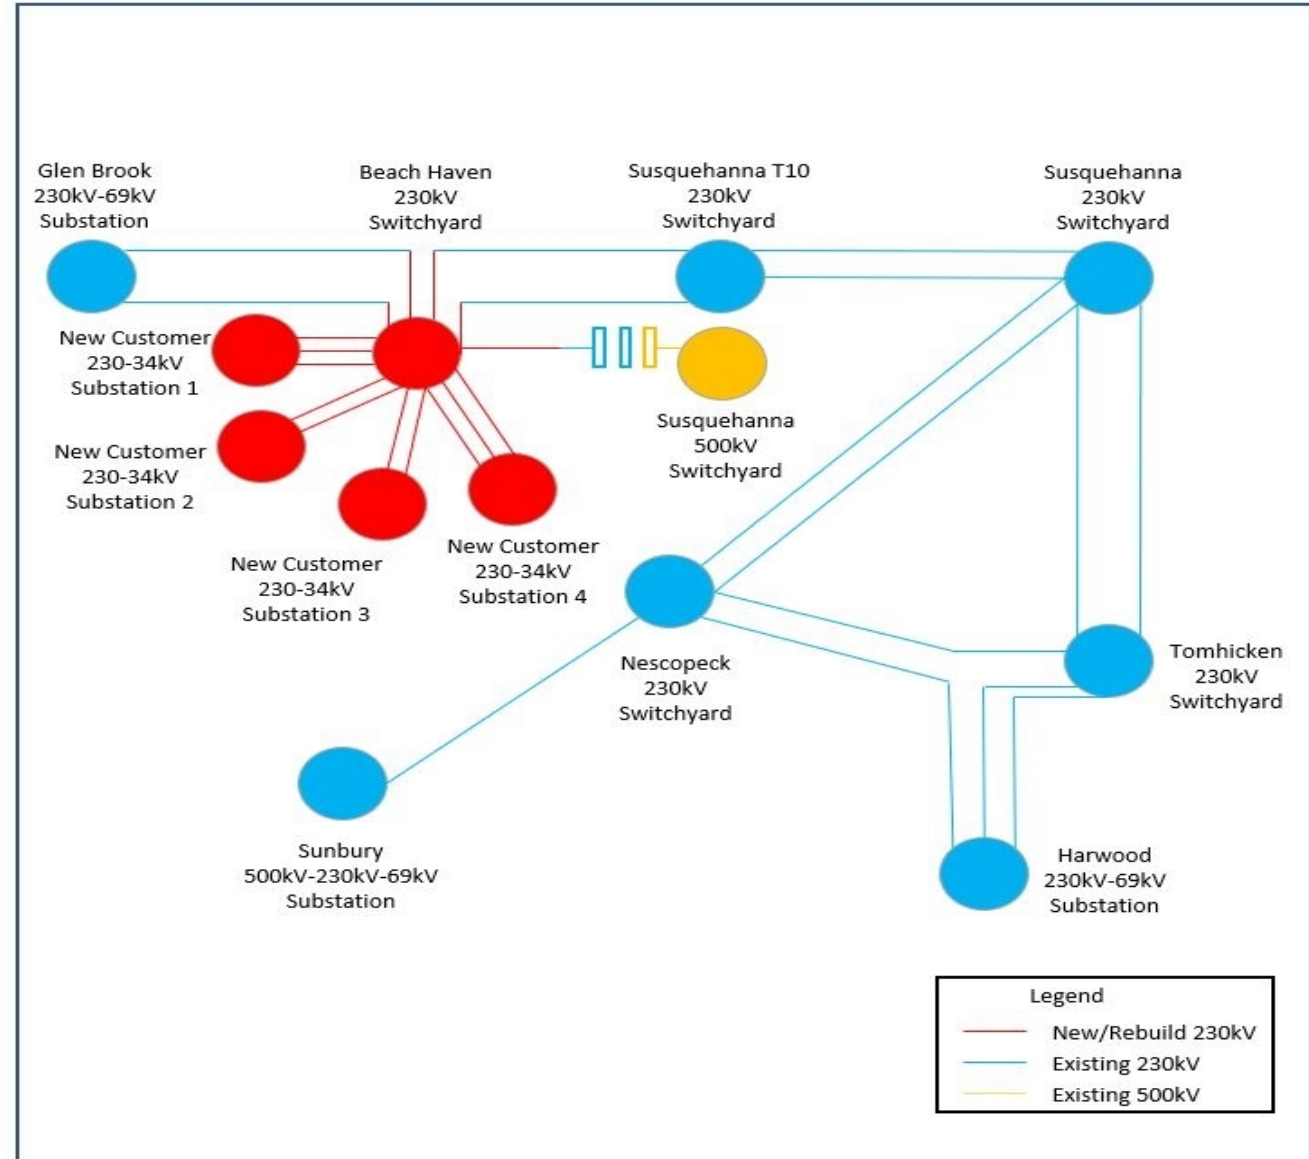 Glen Brook
230kV-69kV
Substation
Beach Haven
230kV
Switchyard
Susquehanna T10
230kV
Switchyard
Susquehanna
230kV
Switchyard
New Customer
230-34kV
Substation 1
New Customer
230-34kV
Substation 2
New Customer
230-34kV
Substation 3
New Customer
230-34kV
Substation 4
Susquehanna
500kV
Switchyard
Nescopeck
230kV
Switchyard
Tomhicken
230kV
Switchyard
Sunbury
500kV-230kV-69kV
Substation
Harwood
230kV-69kV
Substation
Legend
New/Rebuild 230kV
Existing 230kV
Existing 500kV